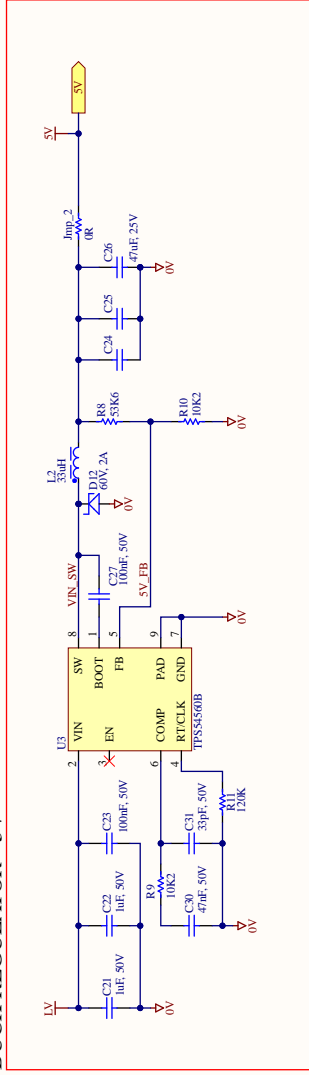 LV
C21
1uF, 50V
0V
C22
1uF, 50V
C23
100nF, 50V
U3
2
VIN
3
EN
6
COMP
4
RT/CLK
SW
8
BOOT
1
FB
5
PAD
9
GND
7
TPS54560B
R9
10K2
C30
47nF, 50V
C31
33pF, 50V
R11
120K
0V
VIN_SW
C27
100nF, 50V
5V_FB
0V
L2
33uH
D12
60V, 2A
0V
R8
53K6
R10
10K2
0V
C24
C25
C26
47uF, 25V
0V
Jmp_2
0R
5V
5V